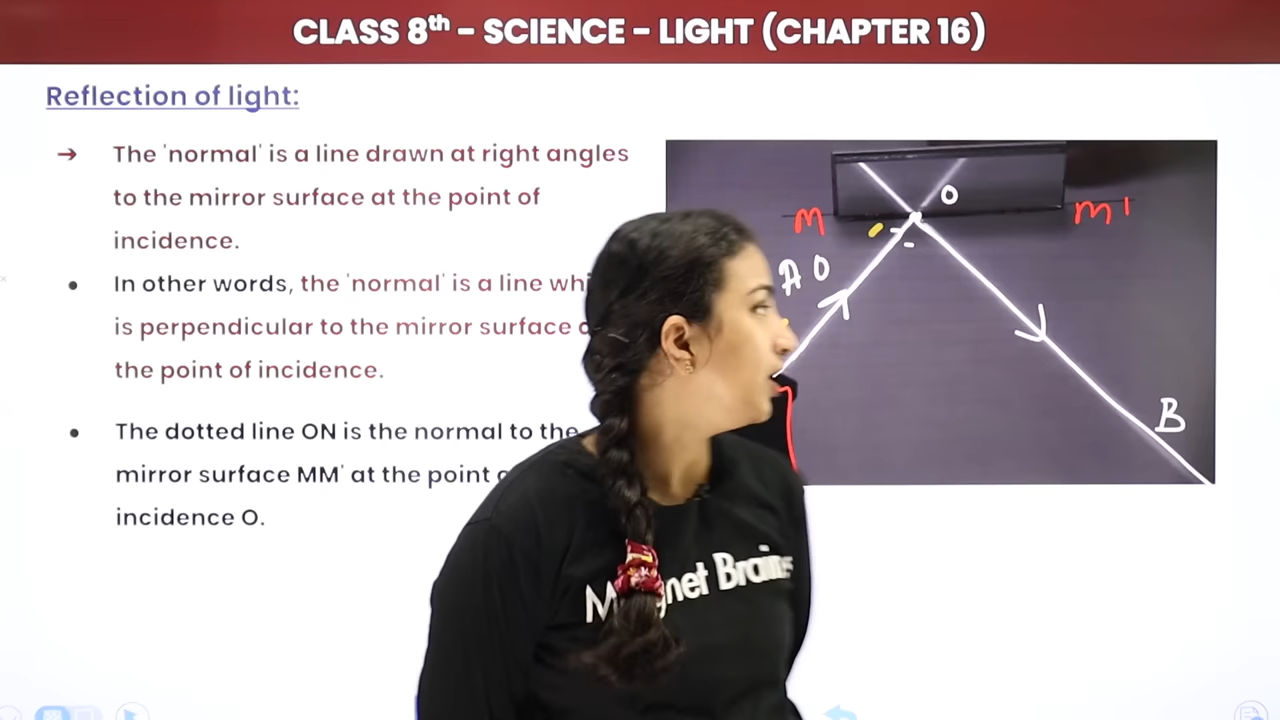 CLASS 8th - SCIENCE - LIGHT (CHAPTER 16)
Reflection of light:
→ The 'normal' is a line drawn at right angles
to the mirror surface at the point of
incidence.
• In other words, the 'normal' is a line
is perpendicular to the mirror surface
the point of incidence.
• The dotted line ON is the normal to the
mirror surface MM' at the point
incidence O.
O
M
M'
A O
B
Magnet Brains